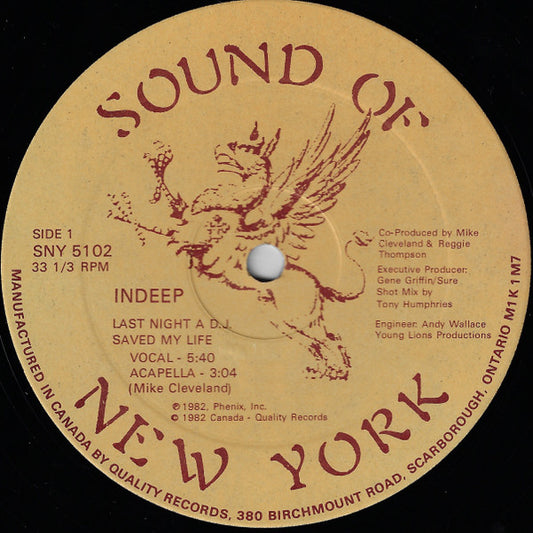 SOUND OF
SIDE 1
SNY 5102
33 1/3 RPM
INDEEP
LAST NIGHT A D.J.
SAVED MY LIFE
VOCAL - 5:40
ACAPELLA - 3:04
(Mike Cleveland)
℗ 1982, Phenix, Inc.
© 1982 Canada - Quality Records
Co-Produced by Mike
Cleveland & Reggie
Thompson
Executive Producer:
Gene Griffin/Sure
Shot Mix by
Tony Humphries
Engineer: Andy Wallace
Young Lions Productions
NEW YORK
MANUFACTURED IN CANADA BY QUALITY RECORDS, 380 BIRCHMOUNT ROAD, SCARBOROUGH, ONTARIO M1K 1M7